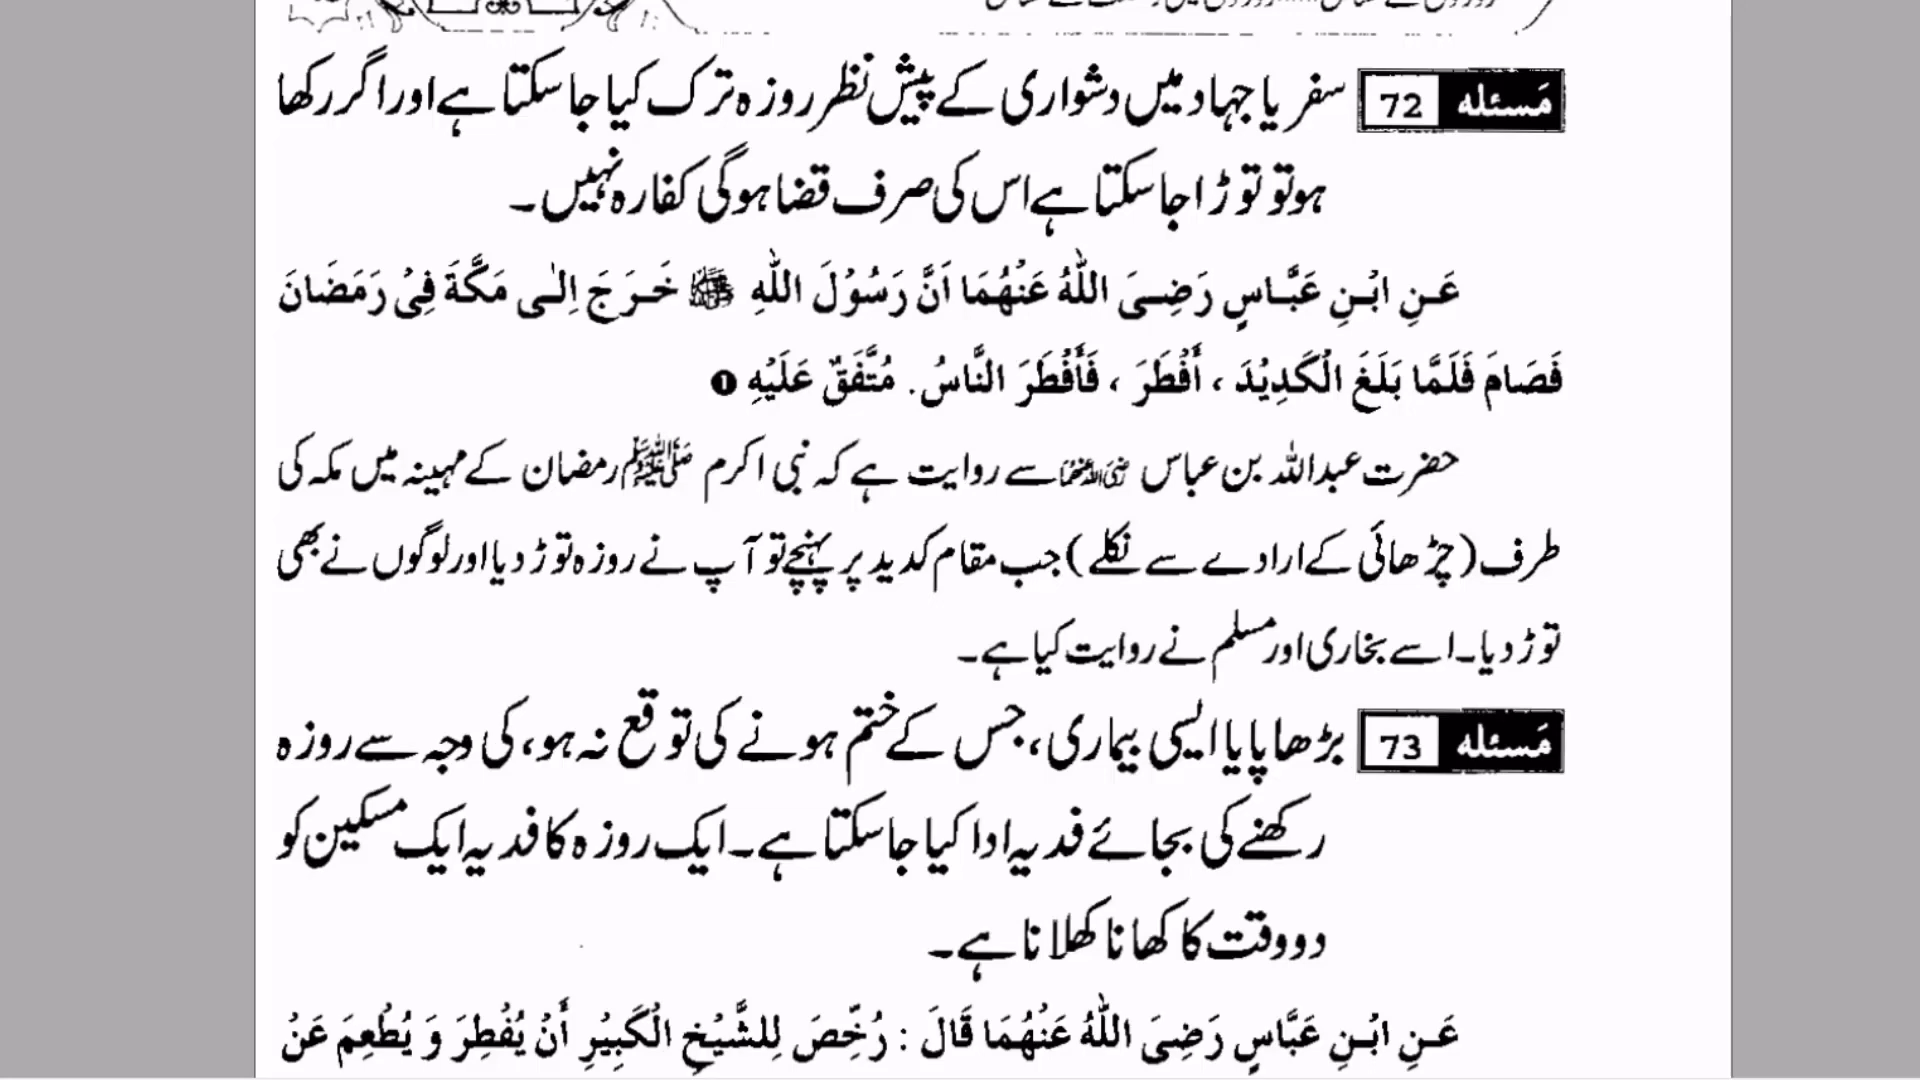 مَسئله 72 سفر یا جہاد میں دشواری کے پیش نظر روزہ ترک کیا جا سکتا ہے اور اگر رکھا
ہو تو توڑا جا سکتا ہے اس کی صرف قضا ہو گی کفارہ نہیں۔
عَنِ ابْنِ عَبَّاسٍ رَضِیَ اللّٰهُ عَنْهُمَا اَنَّ رَسُوْلَ اللّٰهِ ﷺ خَرَجَ اِلٰی مَكَّةَ فِیْ رَمَضَانَ
فَصَامَ فَلَمَّا بَلَغَ الْكَدِیْدَ ، أَفْطَرَ ، فَأَفْطَرَ النَّاسُ . مُتَّفَقٌ عَلَیْهِ ❶
حضرت عبداللہ بن عباس رضی اللہ عنہما سے روایت ہے کہ نبی اکرم ﷺ رمضان کے مہینہ میں مکہ کی
طرف (چڑھائی کے ارادے سے نکلے) جب مقام کدید پر پہنچے تو آپ نے روزہ توڑ دیا اور لوگوں نے بھی
توڑ دیا۔ اسے بخاری اور مسلم نے روایت کیا ہے۔
مَسئله 73 بڑھاپا یا ایسی بیماری، جس کے ختم ہونے کی توقع نہ ہو، کی وجہ سے روزہ
رکھنے کی بجائے فدیہ ادا کیا جا سکتا ہے۔ ایک روزہ کا فدیہ ایک مسکین کو
دو وقت کا کھانا کھلانا ہے۔
عَنِ ابْنِ عَبَّاسٍ رَضِیَ اللّٰهُ عَنْهُمَا قَالَ : رُخِّصَ لِلشَّیْخِ الْكَبِیْرِ أَنْ یُفْطِرَ وَ یُطْعِمَ عَنْ